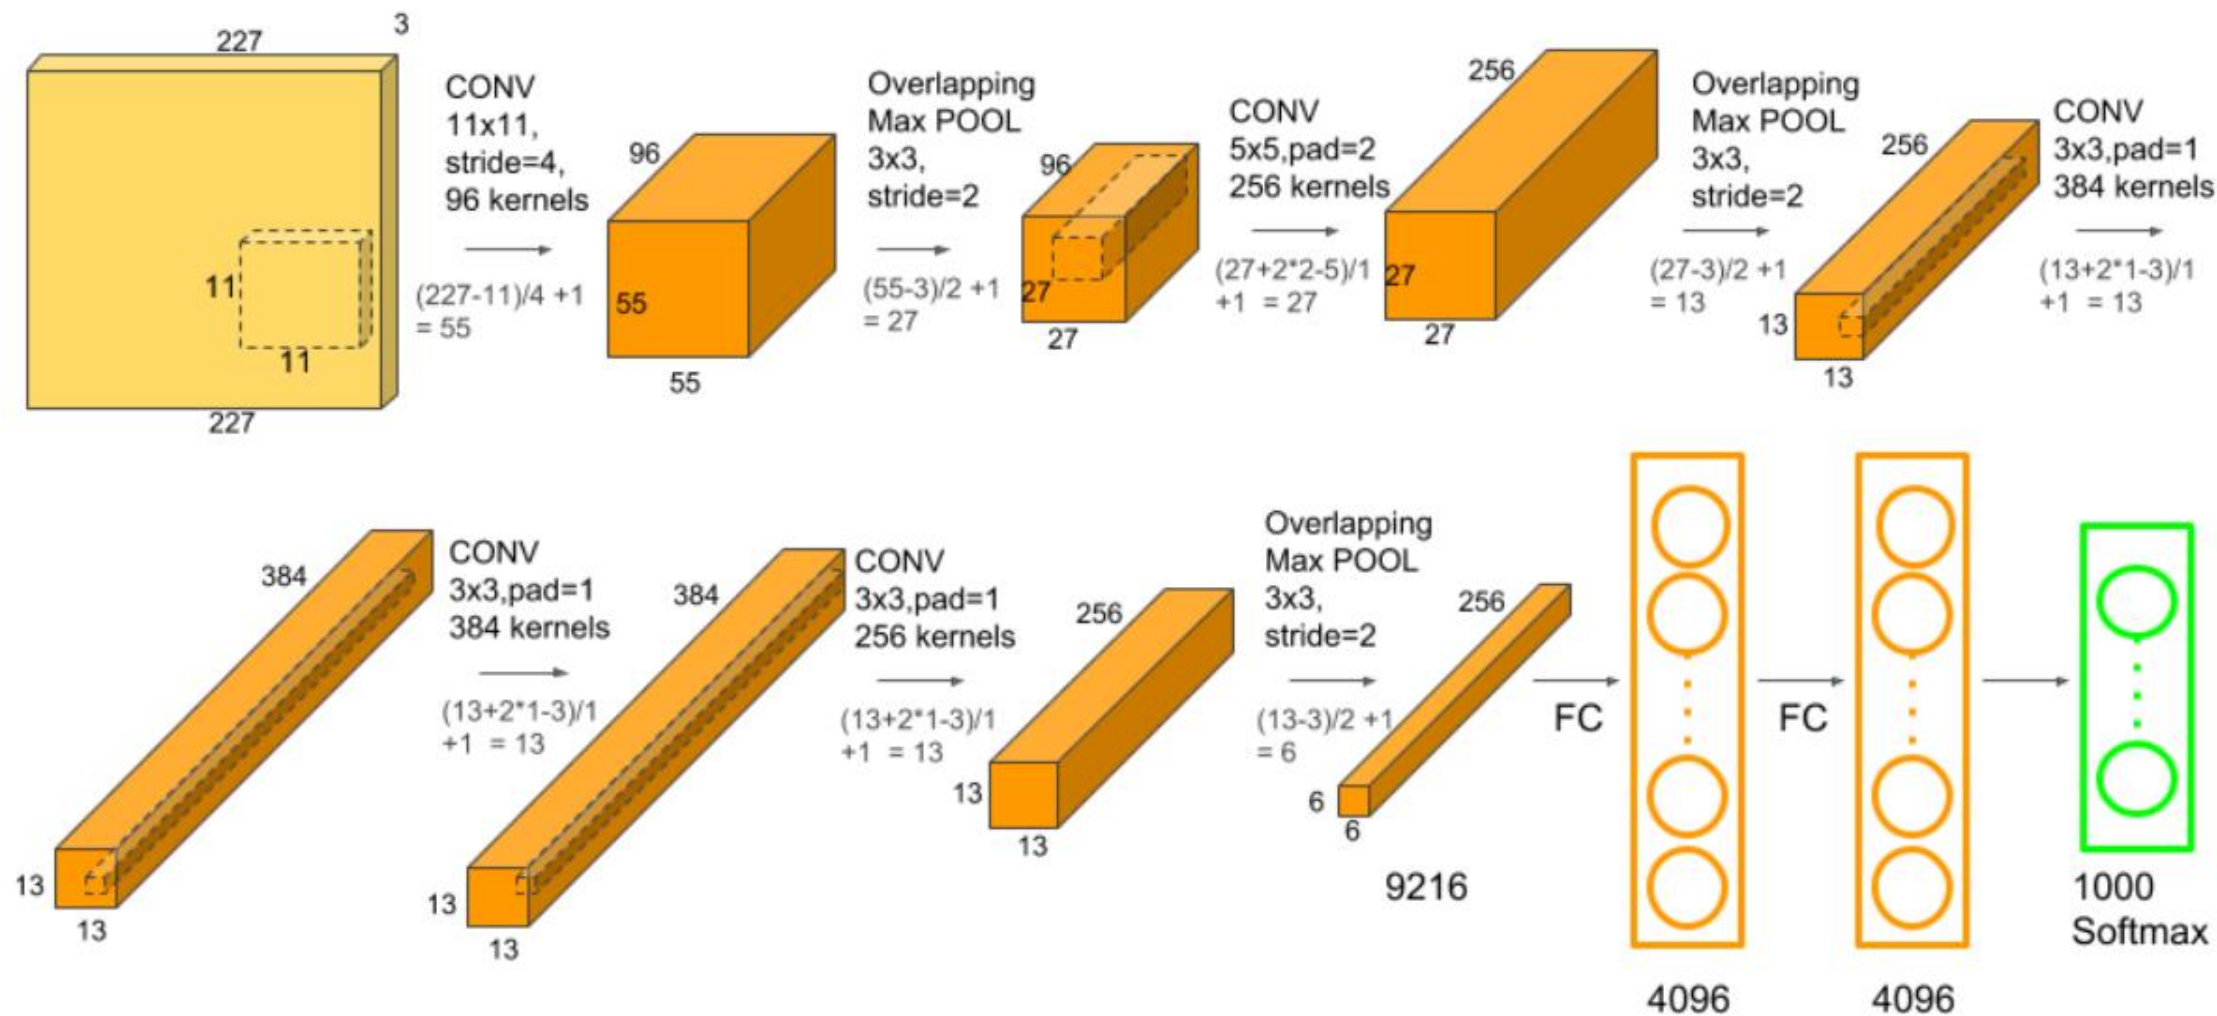 227
3
11
11
227
CONV
11x11,
stride=4,
96 kernels
(227-11)/4 +1
= 55
96
55
55
Overlapping
Max POOL
3x3,
stride=2
(55-3)/2 +1
= 27
96
27
27
CONV
5x5,pad=2
256 kernels
(27+2*2-5)/1
+1 = 27
256
27
27
Overlapping
Max POOL
3x3,
stride=2
(27-3)/2 +1
= 13
256
13
13
CONV
3x3,pad=1
384 kernels
(13+2*1-3)/1
+1 = 13
384
13
13
CONV
3x3,pad=1
384 kernels
(13+2*1-3)/1
+1 = 13
384
13
13
CONV
3x3,pad=1
256 kernels
(13+2*1-3)/1
+1 = 13
256
13
13
Overlapping
Max POOL
3x3,
stride=2
(13-3)/2 +1
= 6
256
6
6
9216
FC
4096
FC
4096
1000
Softmax